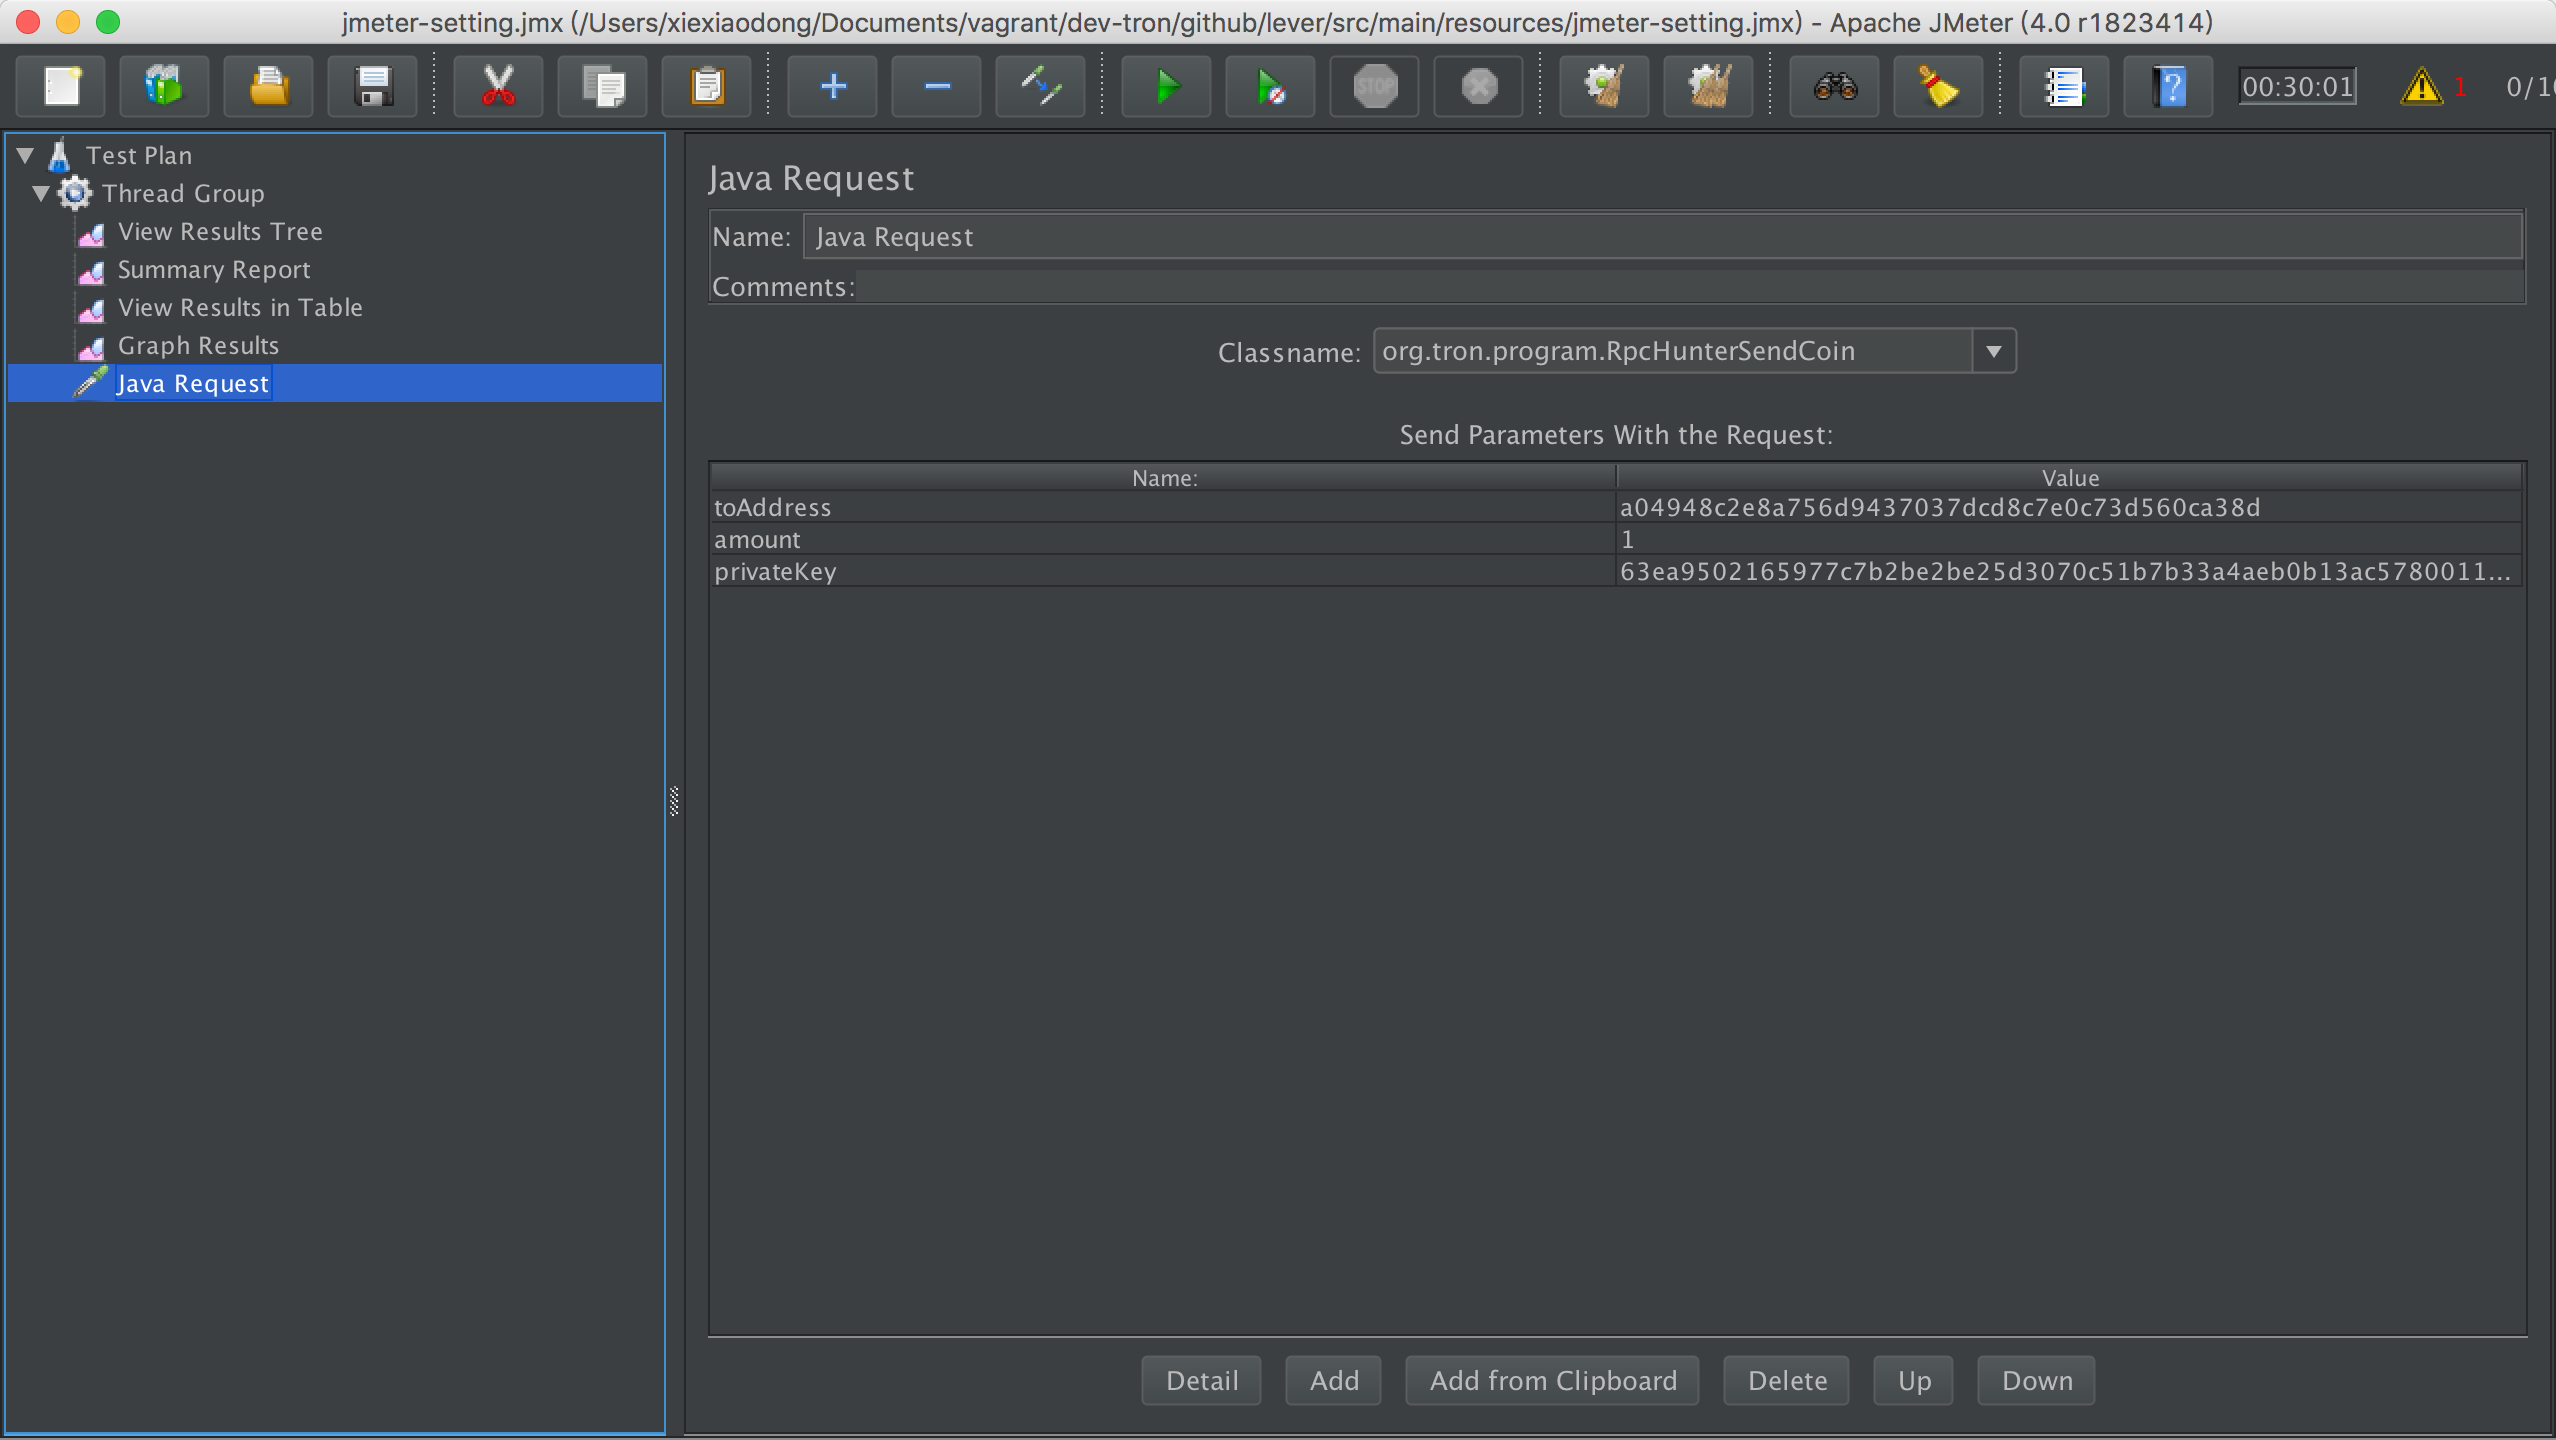 jmeter-setting.jmx (/Users/xiexiaodong/Documents/vagrant/dev-tron/github/lever/src/main/resources/jmeter-setting.jmx) - Apache JMeter (4.0 r1823414)
STOP
00:30:01
1
0/10
Test Plan
Thread Group
View Results Tree
Summary Report
View Results in Table
Graph Results
Java Request
Java Request
Name: Java Request
Comments:
Classname: org.tron.program.RpcHunterSendCoin
Send Parameters With the Request:
Name: Value
toAddress a04948c2e8a756d9437037dcd8c7e0c73d560ca38d
amount 1
privateKey 63ea9502165977c7b2be2be25d3070c51b7b33a4aeb0b13ac5780011...
Detail Add Add from Clipboard Delete Up Down